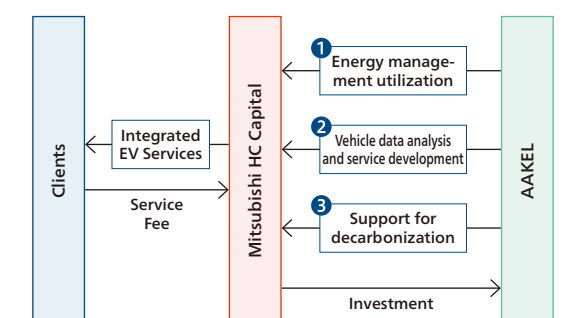 Clients
Integrated
EV Services
Service
Fee
Mitsubishi HC Capital
1
Energy manage-
ment utilization
2
Vehicle data analysis
and service development
3
Support for
decarbonization
Investment
AAKEL